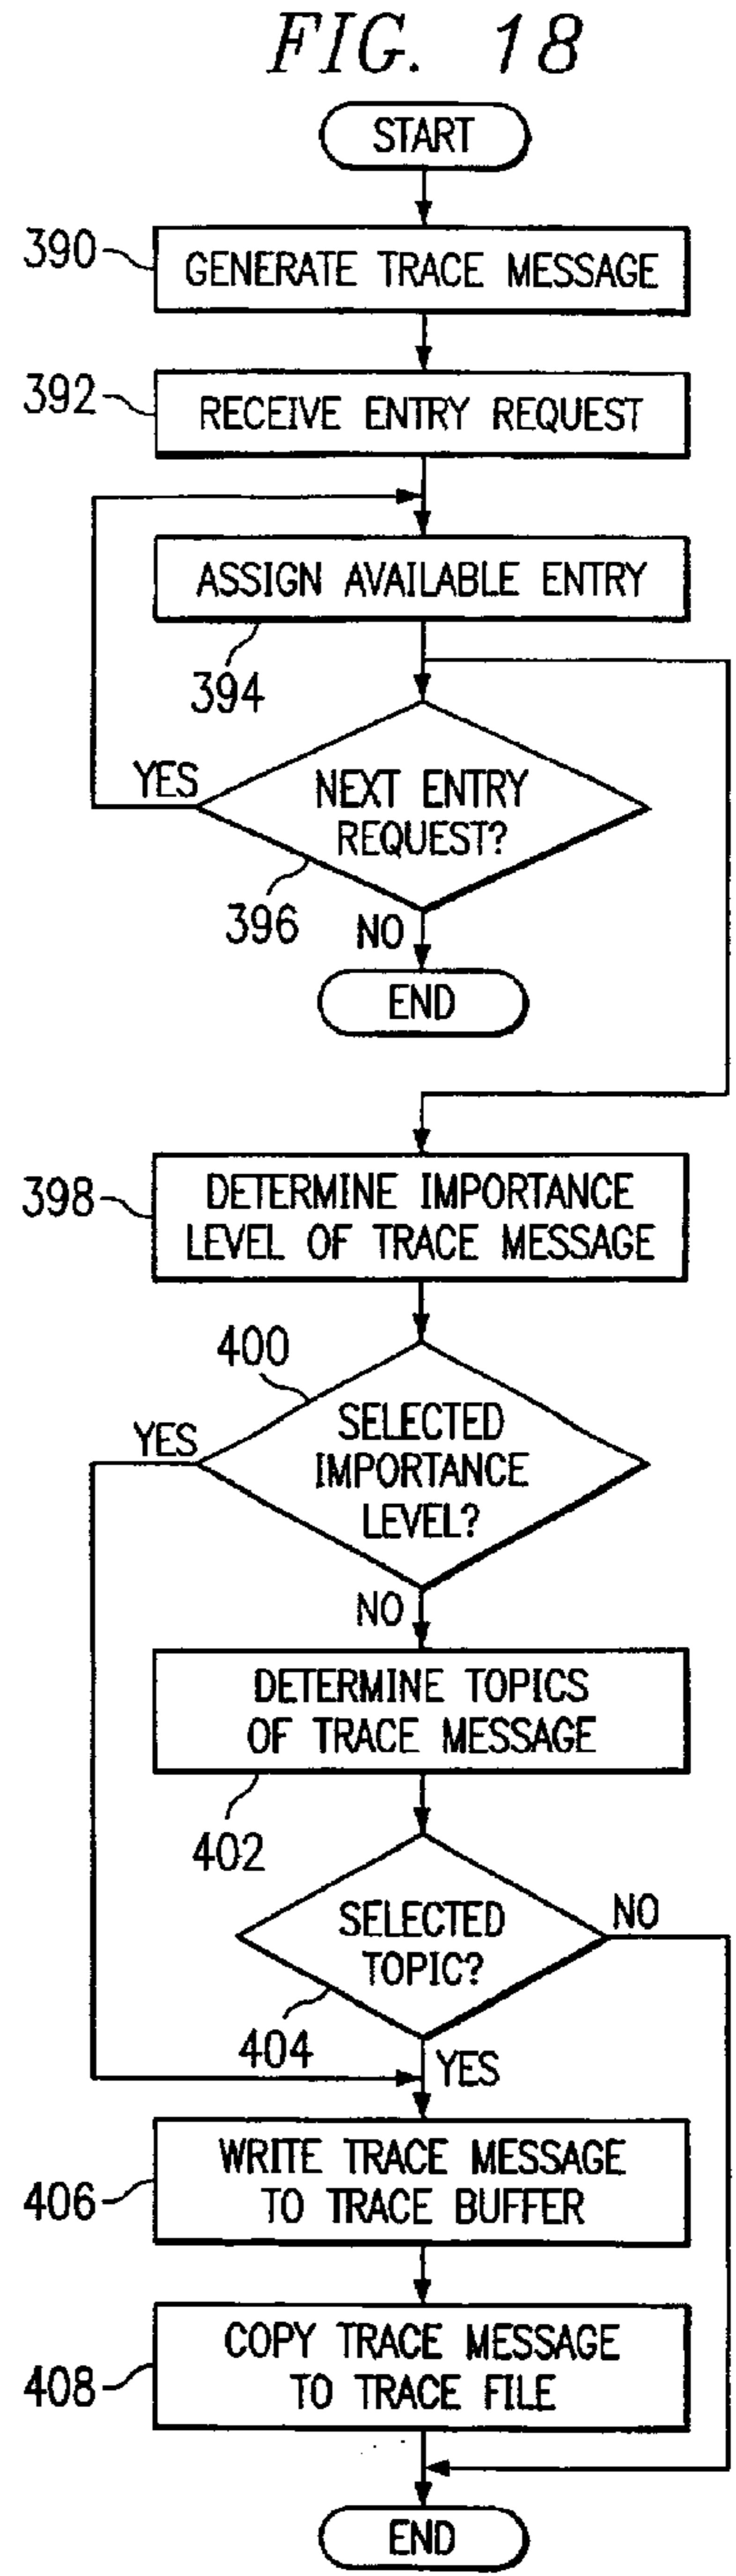 FIG. 18
START
390
GENERATE TRACE MESSAGE
392
RECEIVE ENTRY REQUEST
ASSIGN AVAILABLE ENTRY
394
YES
NEXT ENTRY
REQUEST?
396
NO
END
398
DETERMINE IMPORTANCE
LEVEL OF TRACE MESSAGE
400
YES
SELECTED
IMPORTANCE
LEVEL?
NO
DETERMINE TOPICS
OF TRACE MESSAGE
402
SELECTED
TOPIC?
NO
404
YES
WRITE TRACE MESSAGE
TO TRACE BUFFER
406
COPY TRACE MESSAGE
TO TRACE FILE
408
END